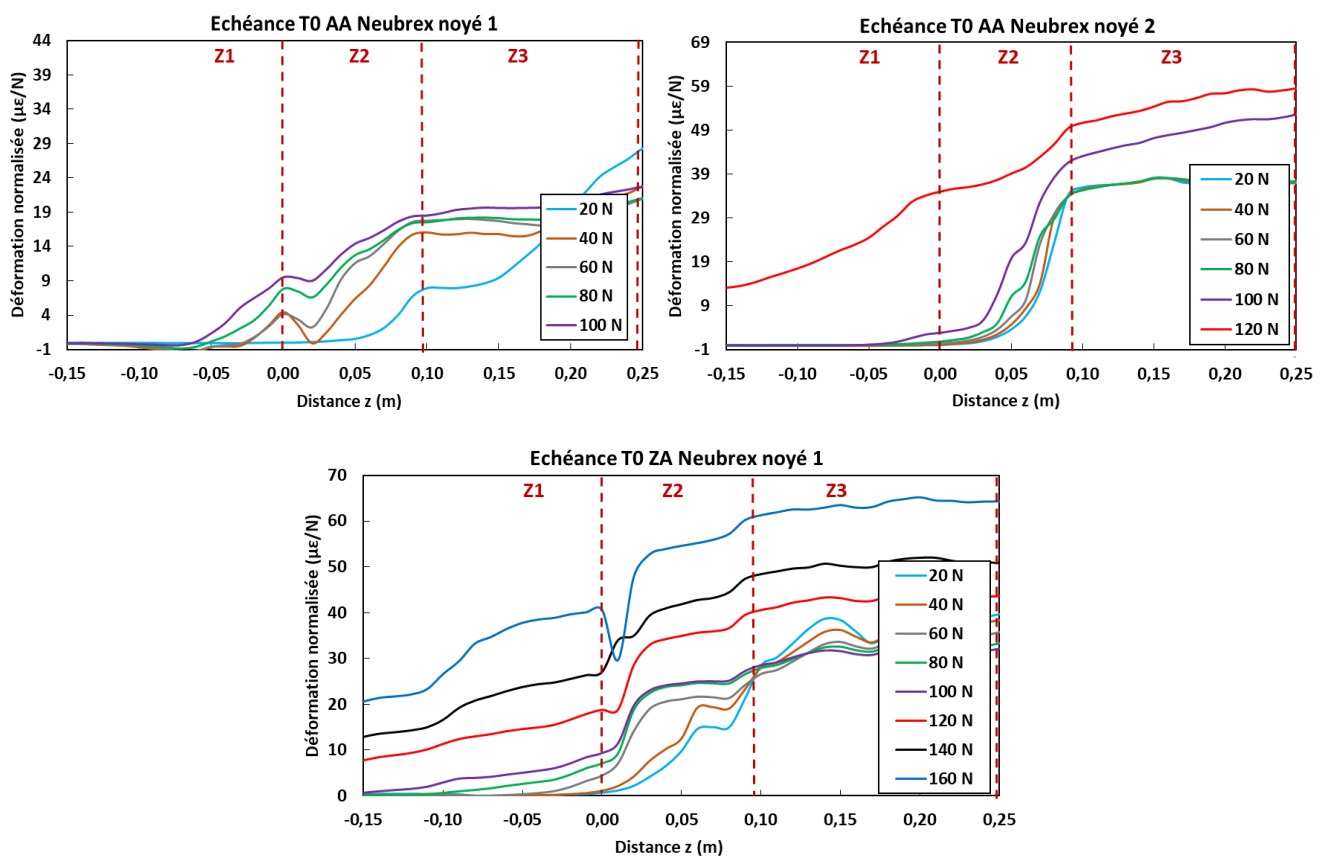 Echéance T0 AA Neubrex noyé 1
Déformation normalisée (µε/N)
44
39
34
29
24
19
14
9
4
-1
Z1 Z2 Z3
20 N
40 N
60 N
80 N
100 N
-0,15 -0,10 -0,05 0,00 0,05 0,10 0,15 0,20 0,25
Distance z (m)
Echéance T0 AA Neubrex noyé 2
Déformation normalisée (µε/N)
69
59
49
39
29
19
9
-1
Z1 Z2 Z3
20 N
40 N
60 N
80 N
100 N
120 N
-0,15 -0,10 -0,05 0,00 0,05 0,10 0,15 0,20 0,25
Distance z (m)
Echéance T0 ZA Neubrex noyé 1
Déformation normalisée (µε/N)
70
60
50
40
30
20
10
0
Z1 Z2 Z3
20 N
40 N
60 N
80 N
100 N
120 N
140 N
160 N
-0,15 -0,10 -0,05 0,00 0,05 0,10 0,15 0,20 0,25
Distance z (m)